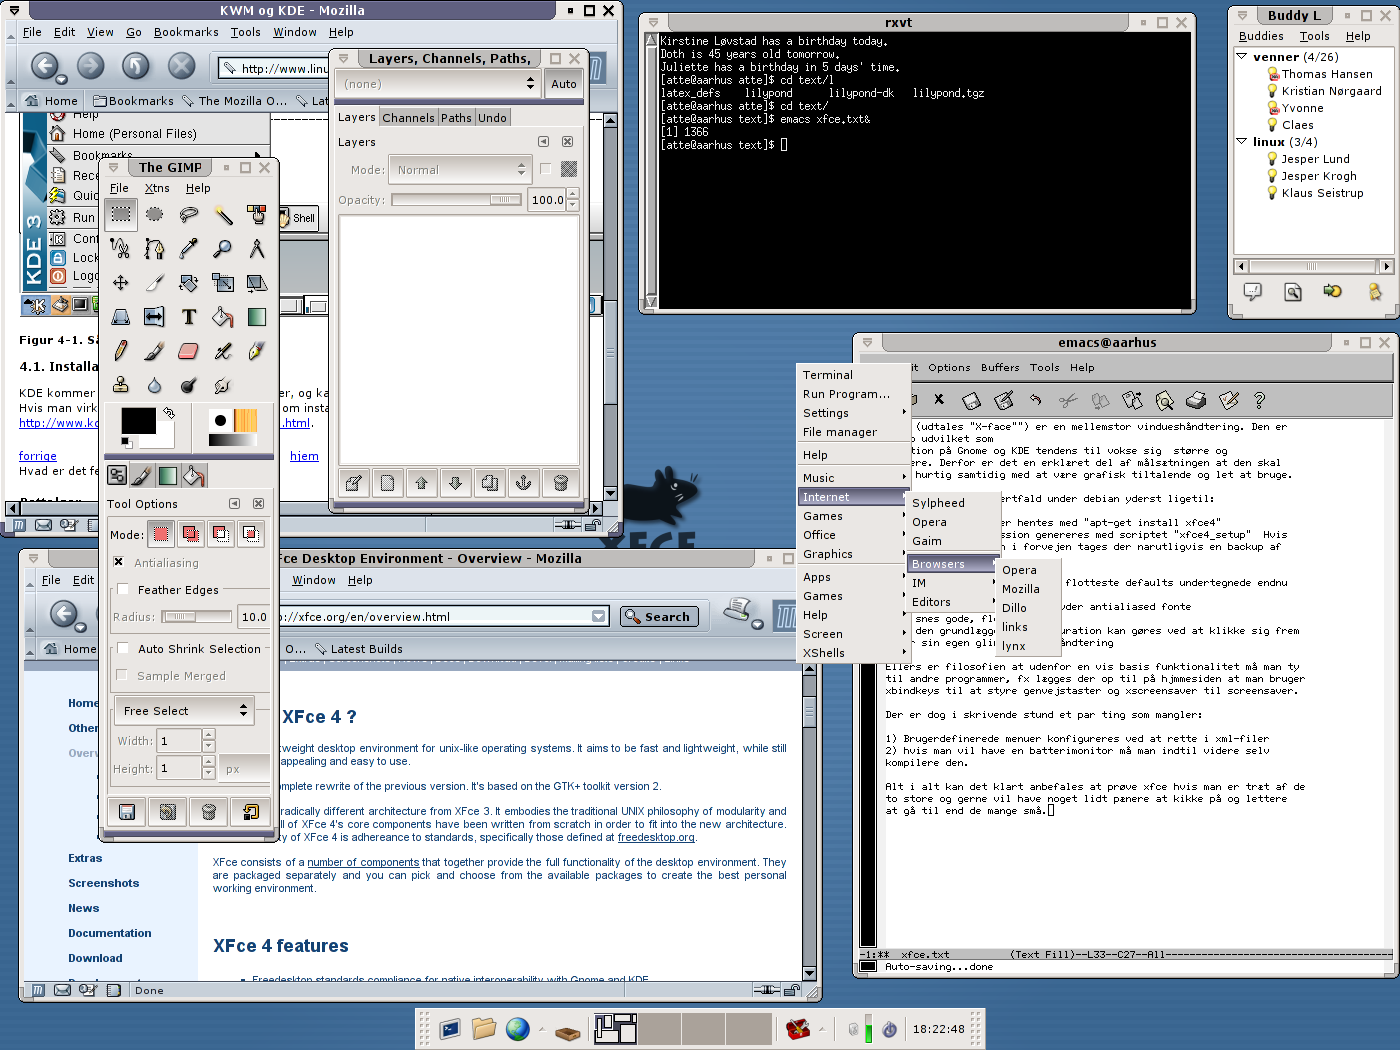 KWM og KDE - Mozilla
File Edit View Go Bookmarks Tools Window Help
http://www.linu
Home Bookmarks The Mozilla O... Lat
Help
Home (Personal Files)
Bookmarks
Rece
Quic
Run
Cont
Lock
Logo
KDE 3
Shell
Figur 4-1. Så
4.1. Installa
KDE kommer er, og ka
Hvis man virk om insta
http://www.kd .html.
forrige hjem
Hvad er det fe
Layers, Channels, Paths,
(none) Auto
Layers Channels Paths Undo
Layers
Mode: Normal
Opacity: 100.0
The GIMP
File Xtns Help
Tool Options
Mode:
Antialiasing
Feather Edges
Radius: 10.0
Auto Shrink Selection
Sample Merged
Free Select
Width: 1
Height: 1 px
rxvt
Kirstine Løvstad has a birthday today.
Doth is 45 years old tomorrow.
Juliette has a birthday in 5 days' time.
[atte@aarhus atte]$ cd text/l
latex_defs lilypond lilypond-dk lilypond.tgz
[atte@aarhus atte]$ cd text/
[atte@aarhus text]$ emacs xfce.txt&
[1] 1366
[atte@aarhus text]$
Buddy L
Buddies Tools Help
venner (4/26)
Thomas Hansen
Kristian Nørgaard
Yvonne
Claes
linux (3/4)
Jesper Lund
Jesper Krogh
Klaus Seistrup
XFCE
emacs@aarhus
it Options Buffers Tools Help
(udtales "X-face"") er en mellemstor vindueshåndtering. Den er
udvilket som
tion på Gnome og KDE tendens til vokse sig større og
ere. Derfor er det en erklæret del af målsætningen at den skal
hurtig samtidig med at være grafisk tiltalende og let at bruge.
ertfald under debian yderst ligetil:
er hentes med "apt-get install xfce4"
ssion genereres med scriptet "xfce4_setup" Hvis
n i forvejen tages der narutligvis en backup af
flotteste defaults undertegnede endnu
der antialiased fonte
snes gode, fl
den grundlægg uration kan gøres ved at klikke sig frem
r sin egen gli ndtering
Ellers er filosofien at udenfor en vis basis funktionalitet må man ty
til andre programmer, fx lægges der op til på hjmmesiden at man bruger
xbindkeys til at styre genvejstaster og xscreensaver til screensaver.
Der er dog i skrivende stund et par ting som mangler:
1) Brugerdefinerede menuer konfigureres ved at rette i xml-filer
2) hvis man vil have en batterimonitor må man indtil videre selv
kompilere den.
Alt i alt kan det klart anbefales at prøve xfce hvis man er træt af de
to store og gerne vil have noget lidt pænere at kikke på og lettere
at gå til end de mange små.
-1:** xfce.txt (Text Fill)--L33--C27--All
Auto-saving...done
Terminal
Run Program...
Settings
File manager
Help
Music
Internet
Games
Office
Graphics
Apps
Games
Help
Screen
XShells
Sylpheed
Opera
Gaim
Browsers
IM
Editors
Opera
Mozilla
Dillo
links
lynx
Xfce Desktop Environment - Overview - Mozilla
File Edit Window Help
p://xfce.org/en/overview.html Search
Home O... Latest Builds
Home
Other
Overv
Extras
Screenshots
News
Documentation
Download
XFce 4 ?
tweight desktop environment for unix-like operating systems. It aims to be fast and lightweight, while still
appealing and easy to use.
mplete rewrite of the previous version. It's based on the GTK+ toolkit version 2.
radically different architecture from XFce 3. It embodies the traditional UNIX philosophy of modularity and
ll of XFce 4's core components have been written from scratch in order to fit into the new architecture.
ty of XFce 4 is adhereance to standards, specifically those defined at freedesktop.org.
XFce consists of a number of components that together provide the full functionality of the desktop environment. They
are packaged separately and you can pick and choose from the available packages to create the best personal
working environment.
XFce 4 features
Freedesktop standards compliance for native interoperability with Gnome and KDE
Done
18:22:48